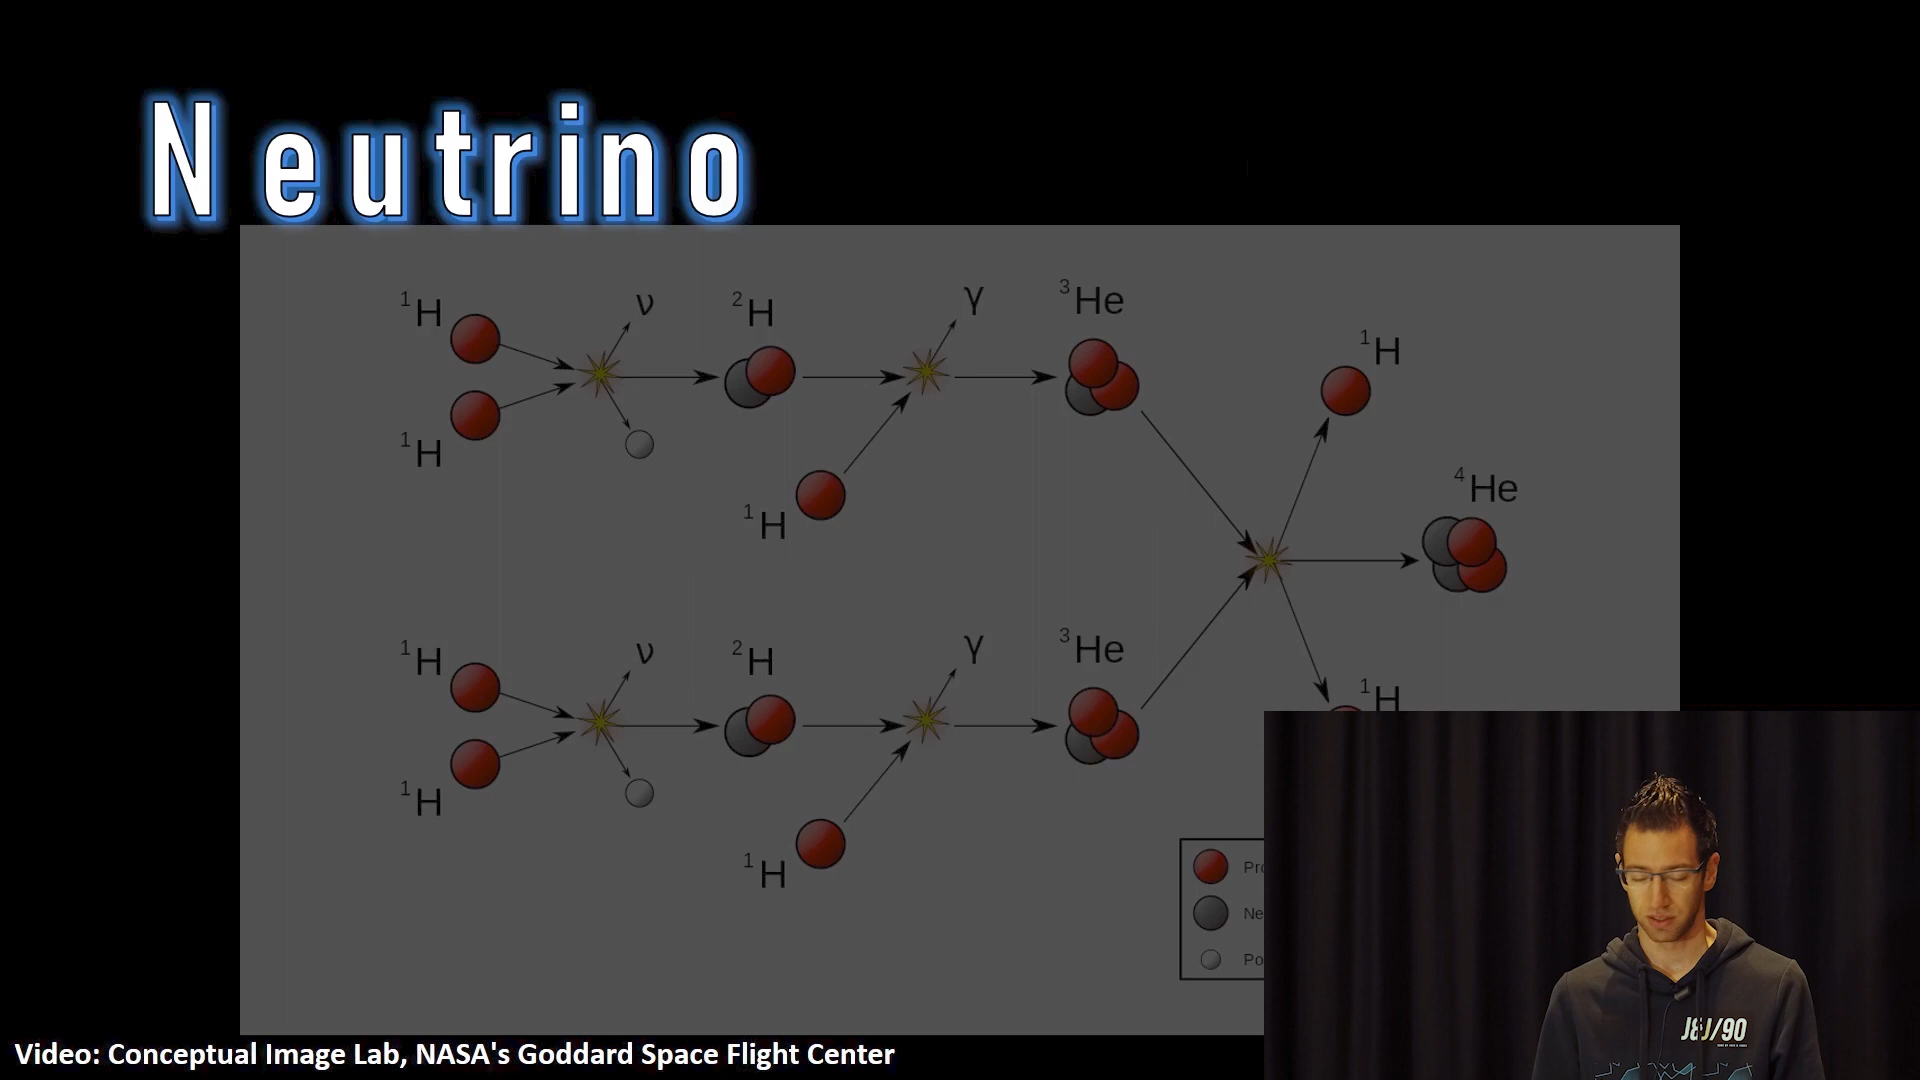 Neutrino
1H
ν
2H
γ
3He
1H
1H
1H
4He
1H
ν
2H
γ
3He
1H
1H
1H
Video: Conceptual Image Lab, NASA's Goddard Space Flight Center
J&J/90